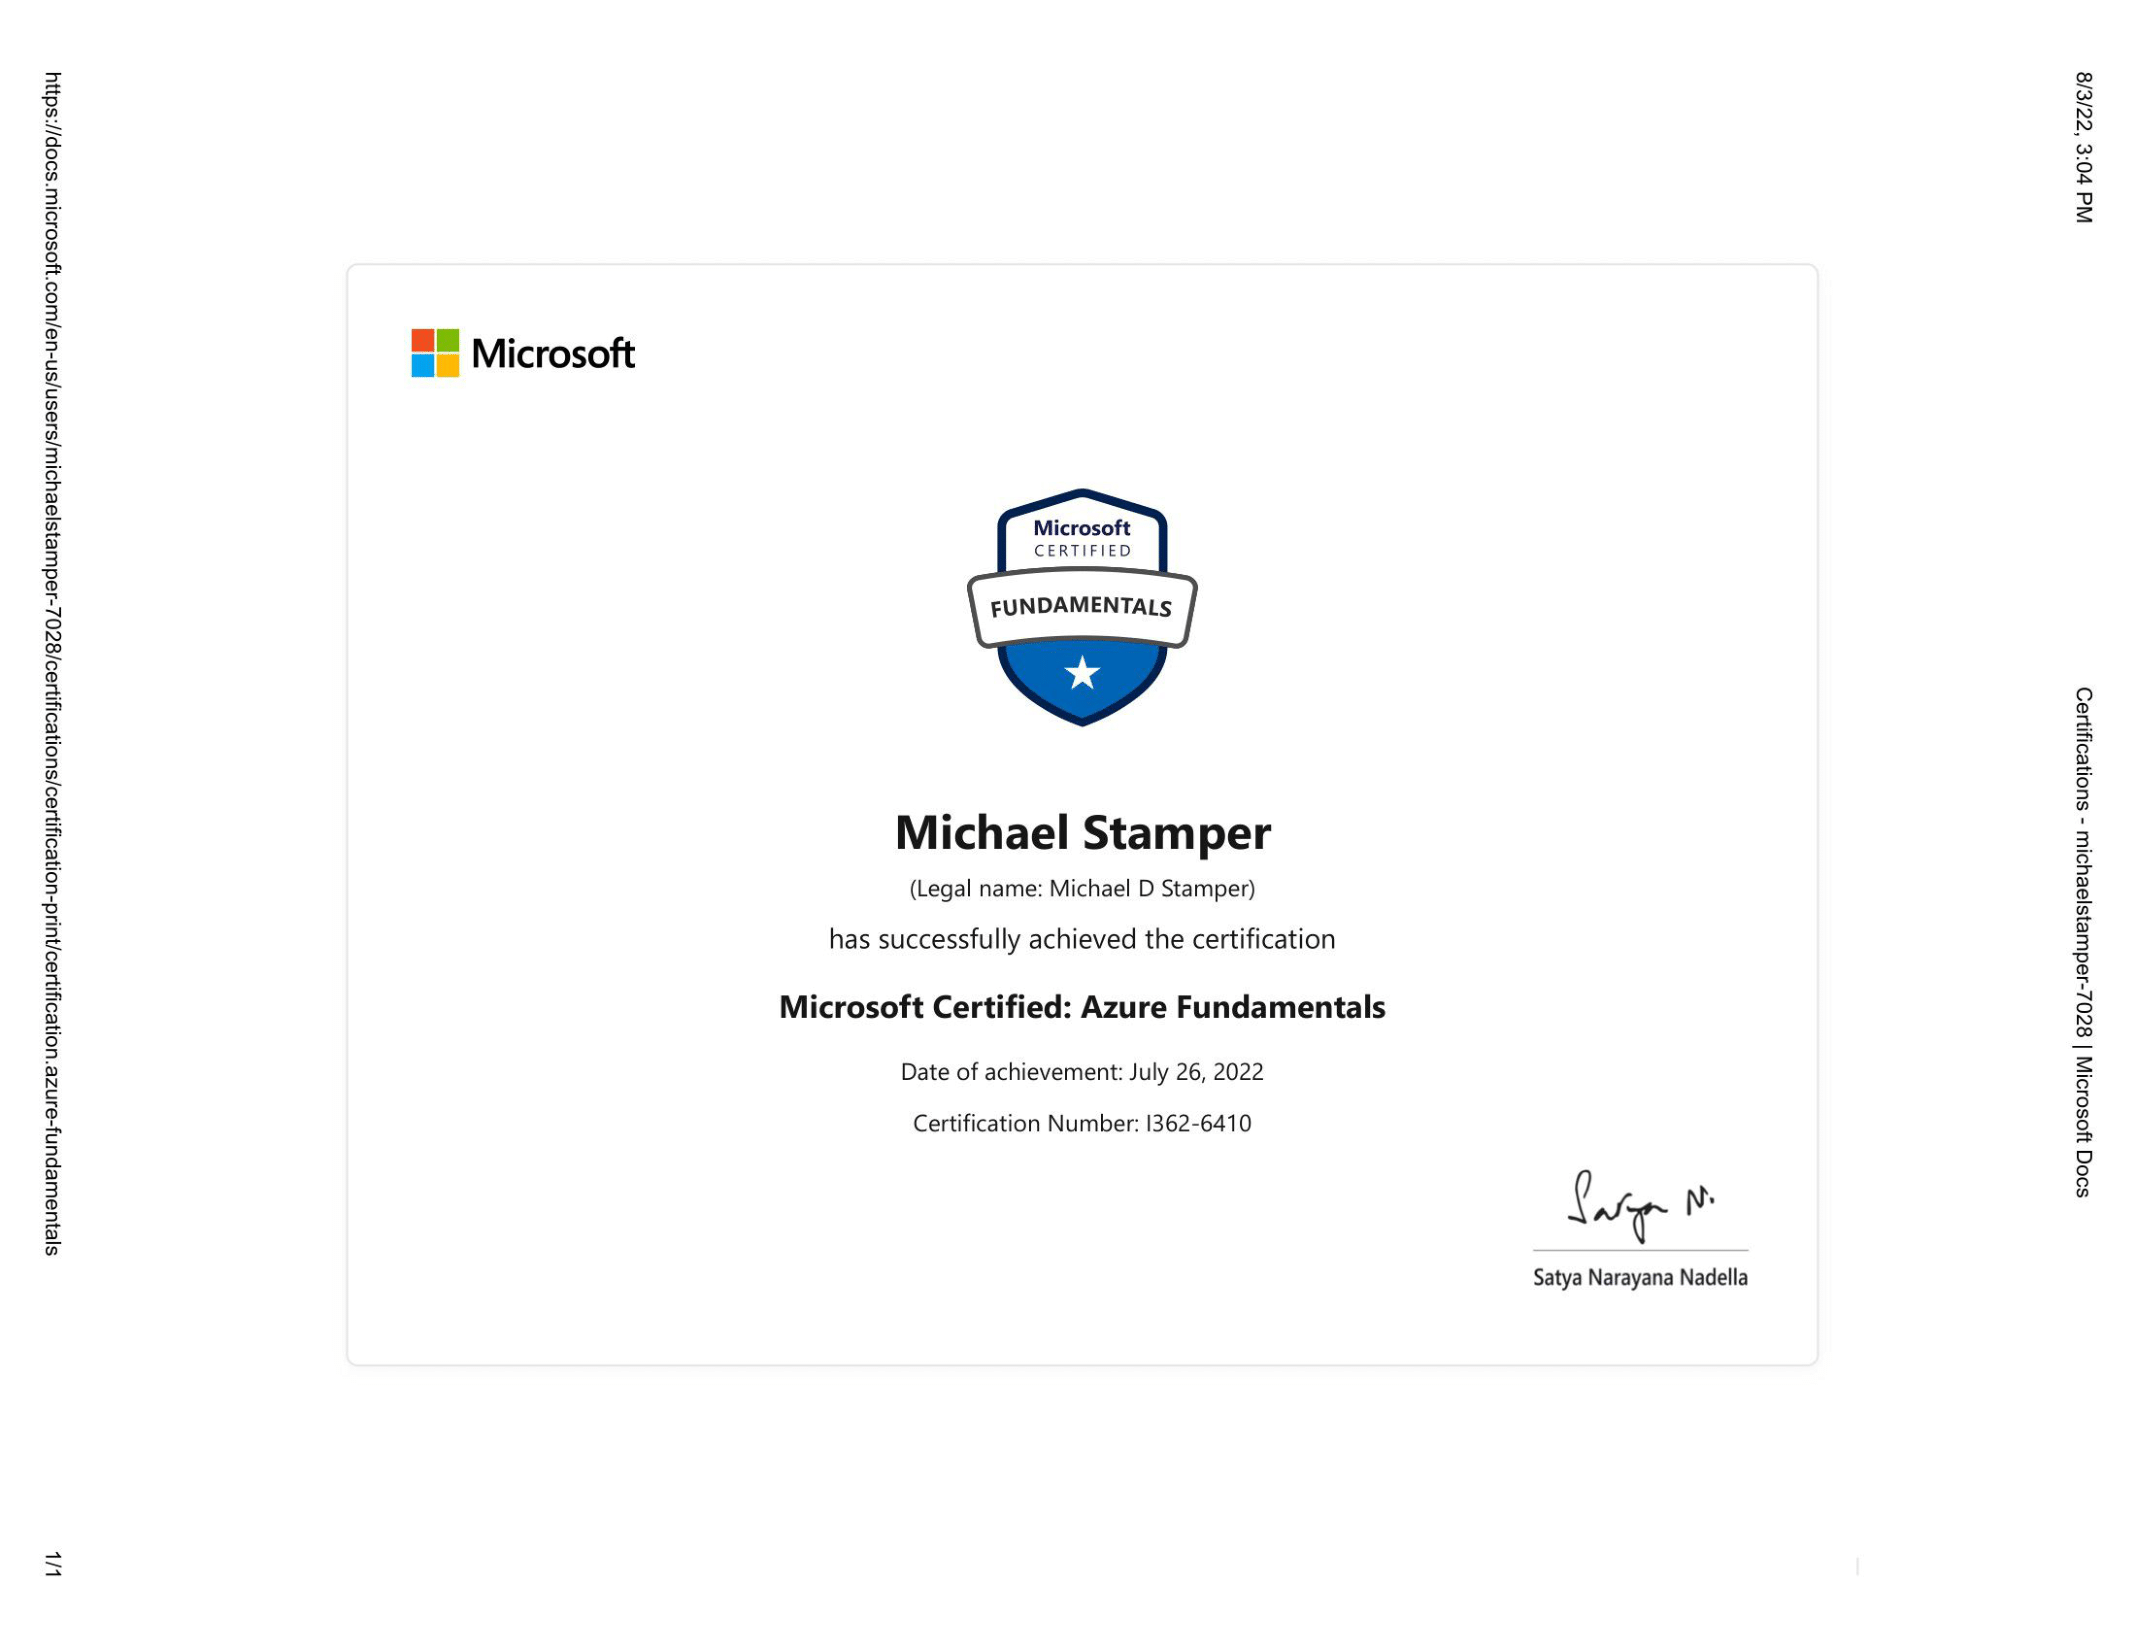 8/3/22, 3:04 PM
Certifications - michaelstamper-7028 | Microsoft Docs
Microsoft
Microsoft
CERTIFIED
FUNDAMENTALS
Michael Stamper
(Legal name: Michael D Stamper)
has successfully achieved the certification
Microsoft Certified: Azure Fundamentals
Date of achievement: July 26, 2022
Certification Number: I362-6410
Satya N.
Satya Narayana Nadella
https://docs.microsoft.com/en-us/users/michaelstamper-7028/certifications/certification-print/certification.azure-fundamentals
1/1